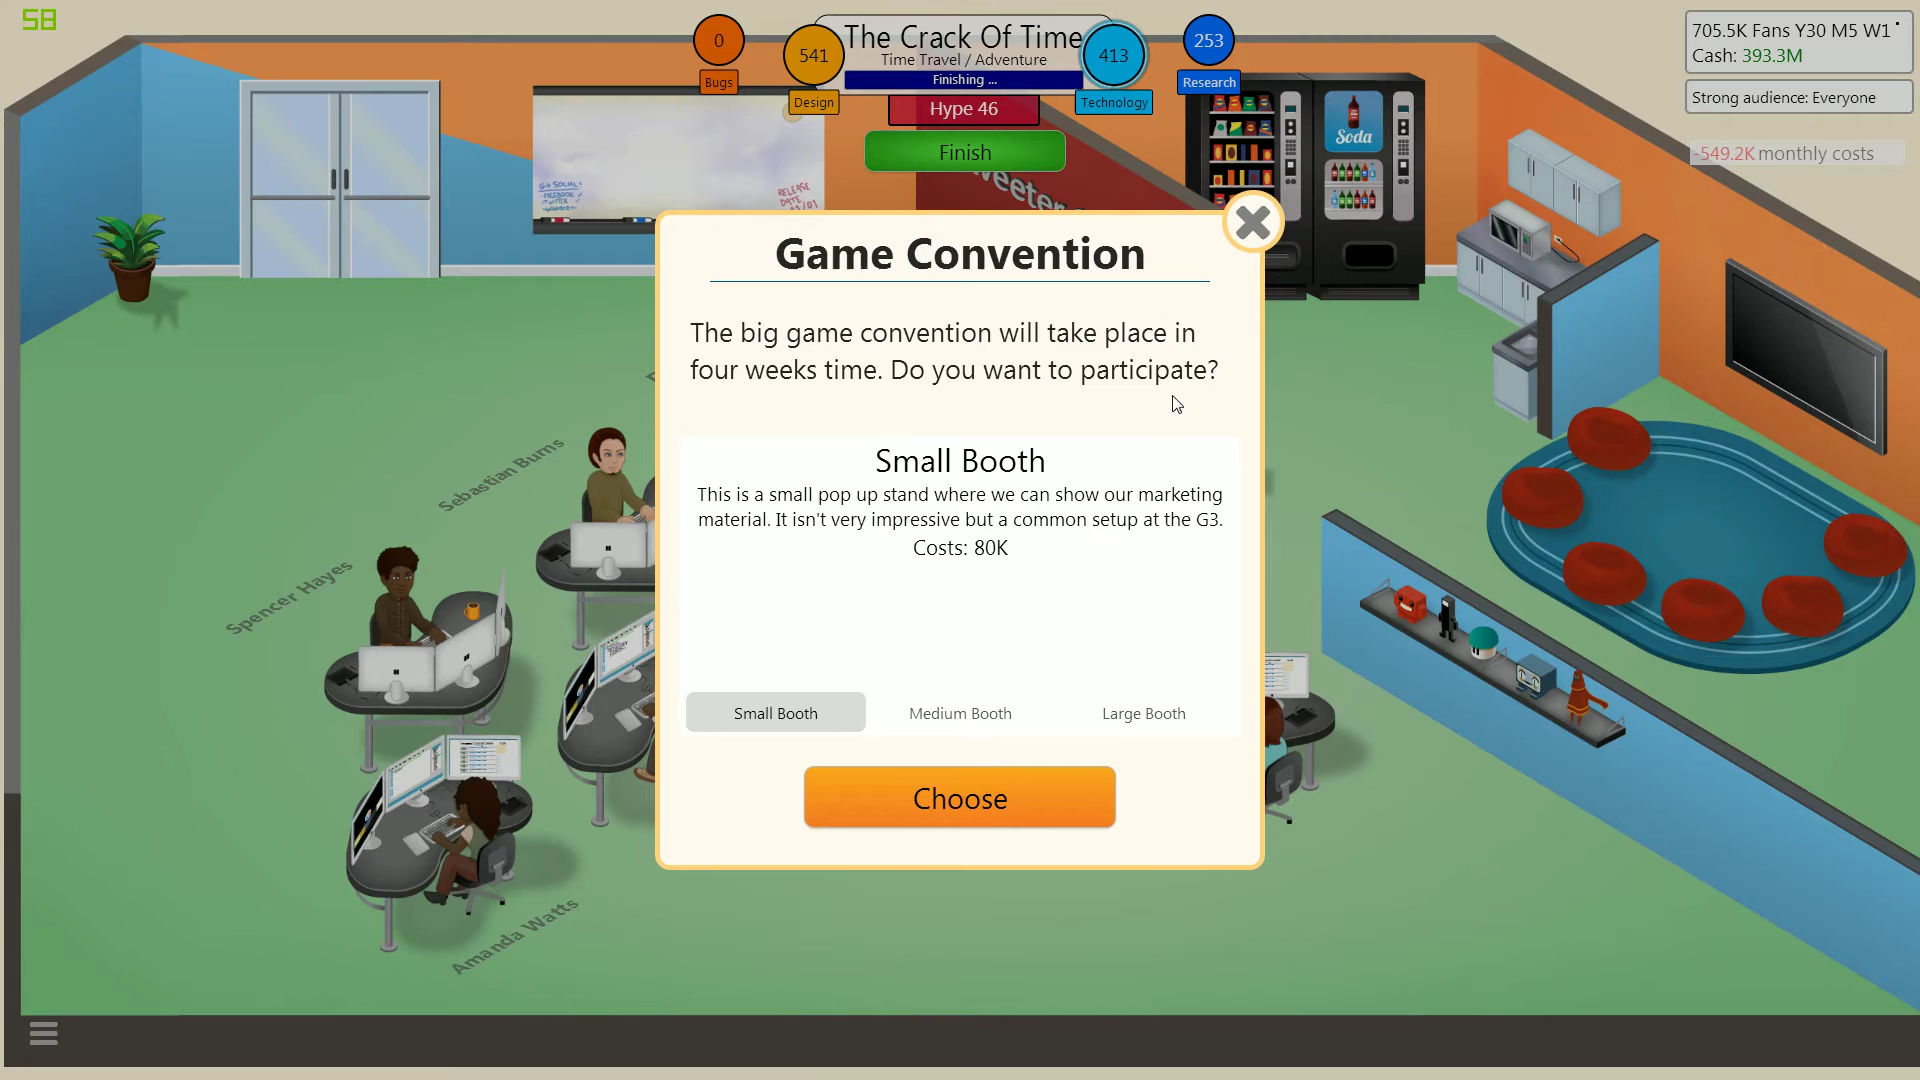 58
0
Bugs
541
Design
The Crack Of Time
Time Travel / Adventure
Finishing ...
Hype 46
Finish
413
Technology
253
Research
705.5K Fans Y30 M5 W1
Cash: 393.3M
Strong audience: Everyone
-549.2K monthly costs
Soda
RELEASE
DATE
Game Convention
The big game convention will take place in
four weeks time. Do you want to participate?
Small Booth
This is a small pop up stand where we can show our marketing
material. It isn't very impressive but a common setup at the G3.
Costs: 80K
Small Booth
Medium Booth
Large Booth
Choose
Sebastian Burns
Spencer Hayes
Amanda Watts